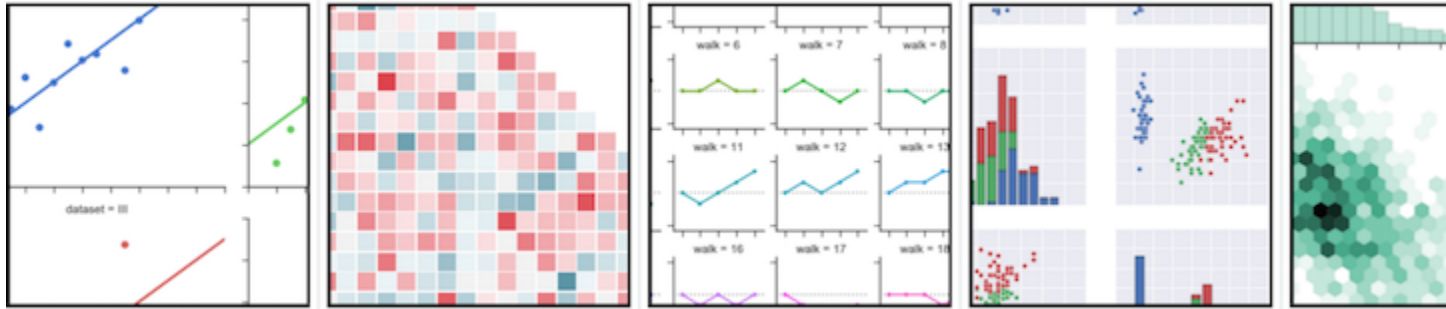 dataset = III
walk = 6
walk = 7
walk = 8
walk = 11
walk = 12
walk = 13
walk = 16
walk = 17
walk = 18